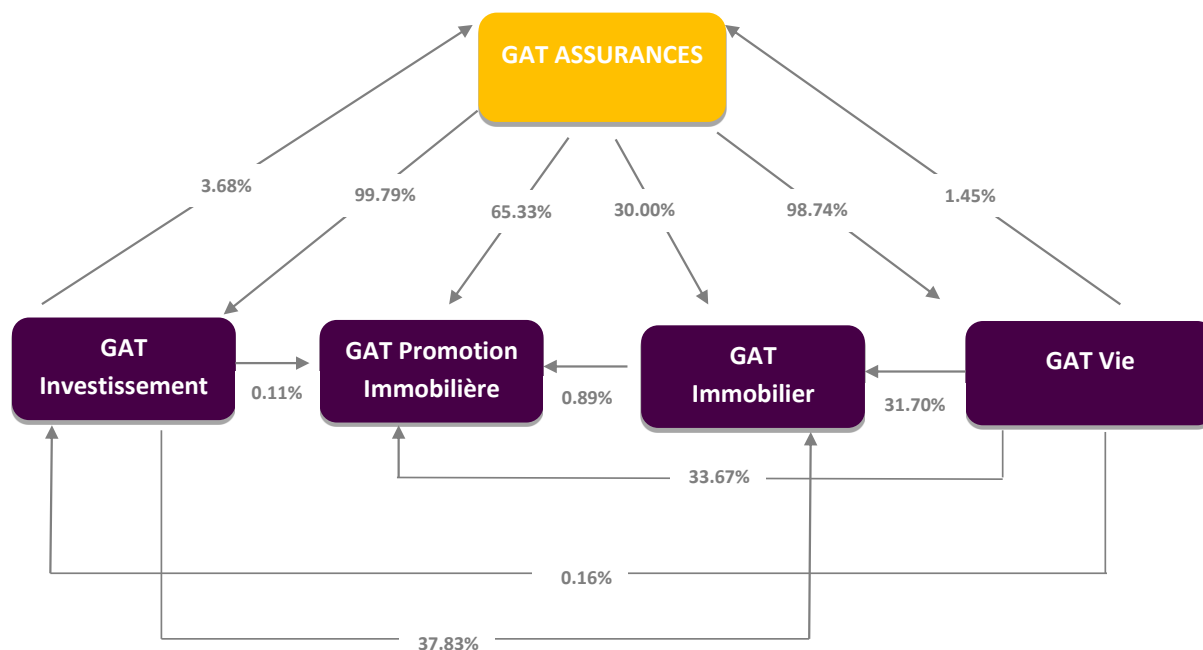 GAT ASSURANCES
3.68%
99.79%
65.33%
30.00%
98.74%
1.45%
GAT
Investissement
GAT Promotion
Immobilière
GAT
Immobilier
GAT Vie
0.11%
0.89%
31.70%
33.67%
0.16%
37.83%